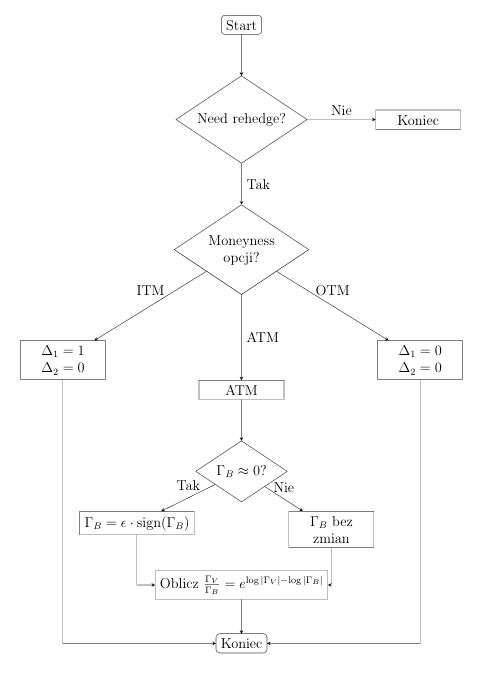 Start
Need rehedge?
Nie
Koniec
Tak
Moneyness
opcji?
ITM
OTM
ATM
Δ₁ = 1
Δ₂ = 0
Δ₁ = 0
Δ₂ = 0
ATM
Γ_B ≈ 0?
Tak
Nie
Γ_B = ϵ · sign(Γ_B)
Γ_B bez
zmian
Oblicz Γ_V/Γ_B = e^{log|Γ_V|−log|Γ_B|}
Koniec